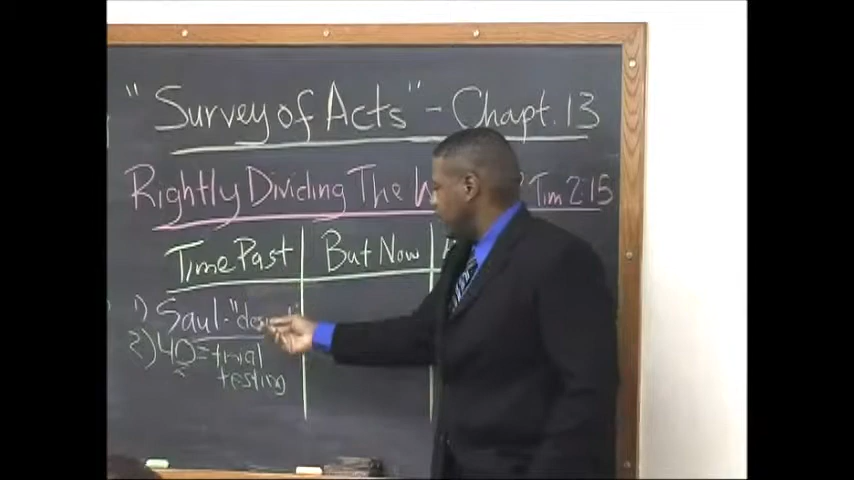 "Survey of Acts" - Chapt. 13
Rightly Dividing The Tim 2:15
Time Past But Now
1) Saul -
2) 40 = trial
testing